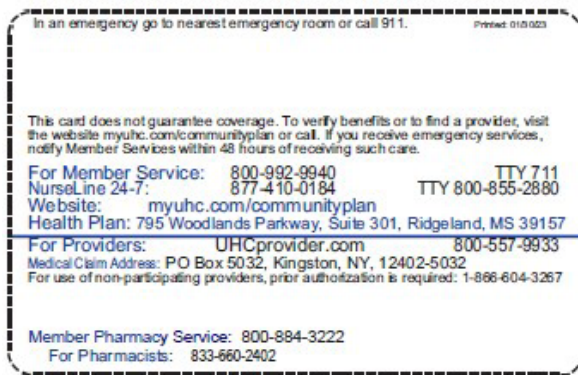 In an emergency go to nearest emergency room or call 911. Printed: 01/30/23
This card does not guarantee coverage. To verify benefits or to find a provider, visit
the website myuhc.com/communityplan or call. If you receive emergency services,
notify Member Services within 48 hours of receiving such care.
For Member Service: 800-992-9940 TTY 711
NurseLine 24-7: 877-410-0184 TTY 800-855-2880
Website: myuhc.com/communityplan
Health Plan: 795 Woodlands Parkway, Suite 301, Ridgeland, MS 39157
For Providers: UHCprovider.com 800-557-9933
Medical Claim Address: PO Box 5032, Kingston, NY, 12402-5032
For use of non-participating providers, prior authorization is required: 1-866-604-3267
Member Pharmacy Service: 800-884-3222
For Pharmacists: 833-660-2402